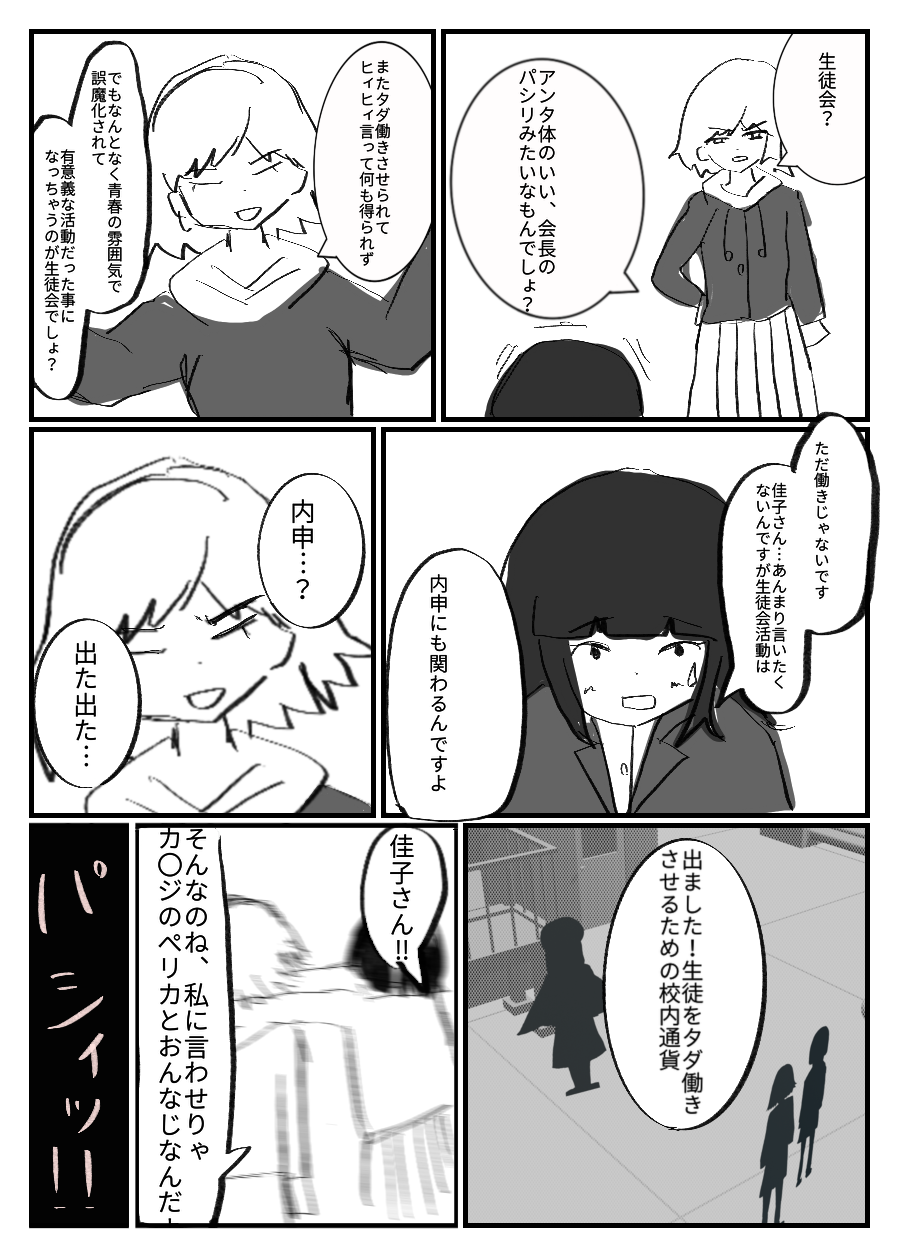 生徒会？
アンタ体のいい、会長の
パシリみたいなもんでしょ？
またタダ働きさせられて
ヒィヒィ言って何も得られず
でもなんとなく青春の雰囲気で
誤魔化されて
有意義な活動だった事に
なっちゃうのが生徒会でしょ？
ただ働きじゃないです
佳子さん…あんまり言いたく
ないんですが生徒会活動は
内申にも関わるんですよ
内申…？
出た出た…
出ました！生徒をタダ働き
させるための校内通貨
佳子さん!!
そんなのね、私に言わせりゃ
カ〇ジのペリカとおんなじなんだ
パシィッ!!